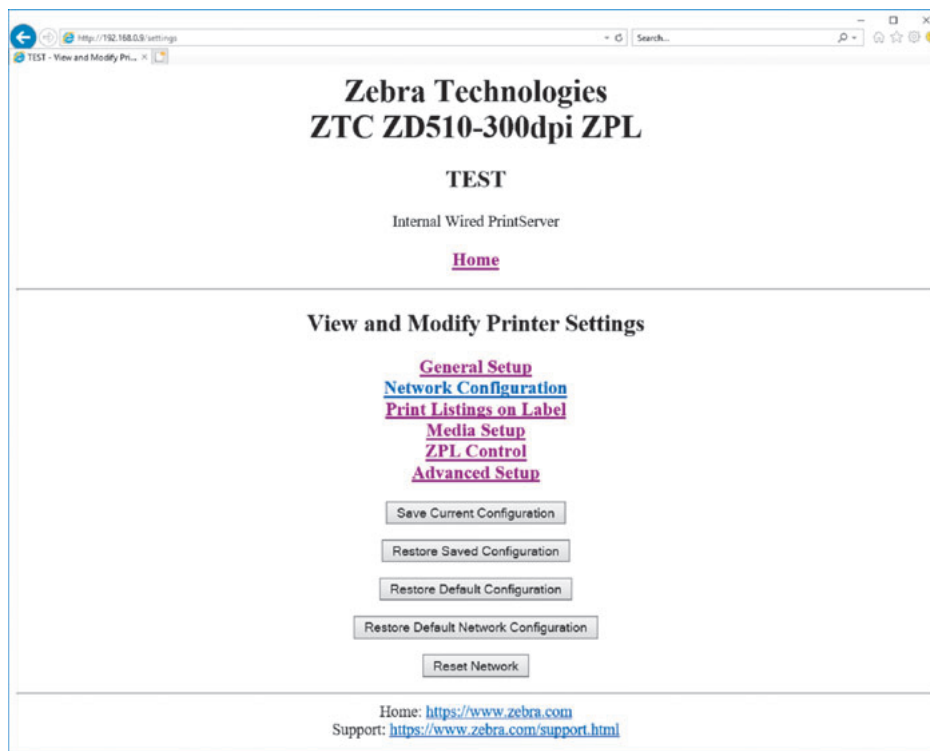 http://192.168.0.9/settings
Search...
TEST - View and Modify Pri...
Zebra Technologies
ZTC ZD510-300dpi ZPL
TEST
Internal Wired PrintServer
Home
View and Modify Printer Settings
General Setup
Network Configuration
Print Listings on Label
Media Setup
ZPL Control
Advanced Setup
Save Current Configuration
Restore Saved Configuration
Restore Default Configuration
Restore Default Network Configuration
Reset Network
Home: https://www.zebra.com
Support: https://www.zebra.com/support.html